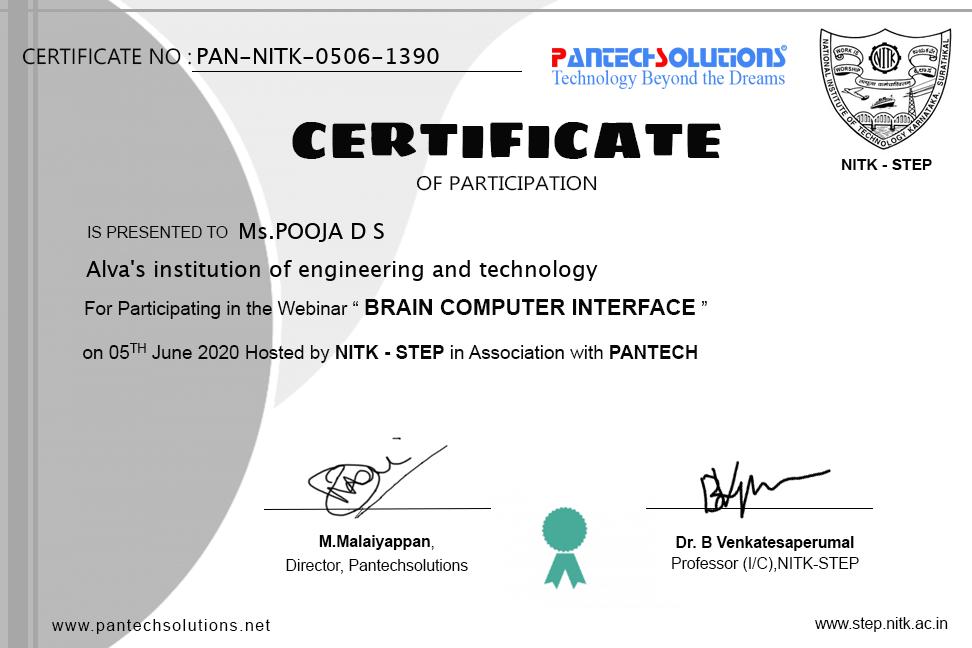 CERTIFICATE NO : PAN-NITK-0506-1390
PANTECHSOLUTIONS®
Technology Beyond the Dreams
NATIONAL INSTITUTE OF TECHNOLOGY KARNATAKA, SURATHKAL
WORK IS
WORSHIP
NITK
NITK - STEP
CERTIFICATE
OF PARTICIPATION
IS PRESENTED TO Ms.POOJA D S
Alva's institution of engineering and technology
For Participating in the Webinar “ BRAIN COMPUTER INTERFACE ”
on 05TH June 2020 Hosted by NITK - STEP in Association with PANTECH
M.Malaiyappan,
Director, Pantechsolutions
Dr. B Venkatesaperumal
Professor (I/C),NITK-STEP
www.pantechsolutions.net
www.step.nitk.ac.in